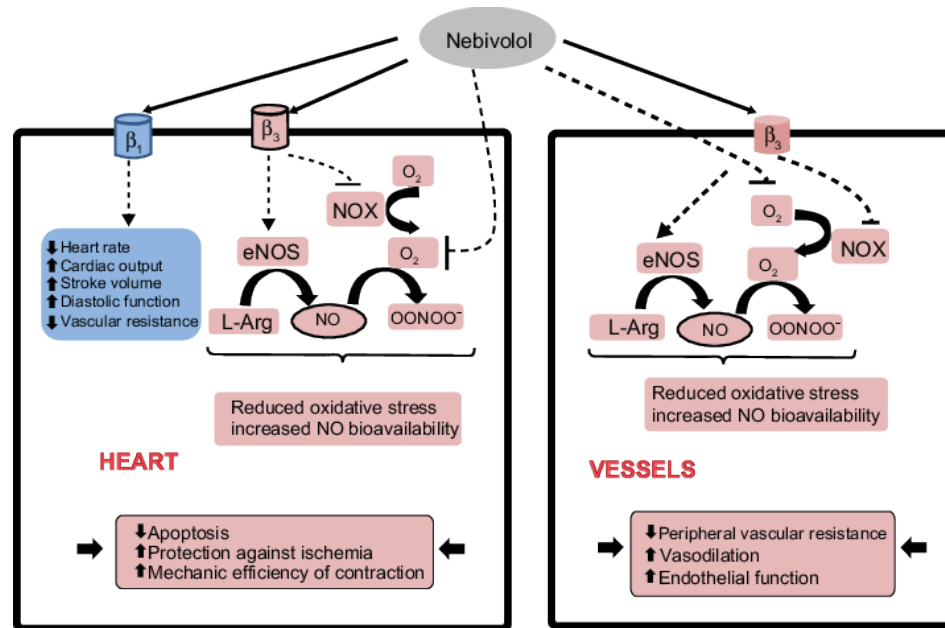 Nebivolol
β1
β3
β3
O2
NOX
O2
eNOS
L-Arg
NO
OONOO⁻
⬇Heart rate
⬆Cardiac output
⬆Stroke volume
⬆Diastolic function
⬇Vascular resistance
Reduced oxidative stress
increased NO bioavailability
HEART
⬇Apoptosis
⬆Protection against ischemia
⬆Mechanic efficiency of contraction
O2
NOX
O2
eNOS
L-Arg
NO
OONOO⁻
Reduced oxidative stress
increased NO bioavailability
VESSELS
⬇Peripheral vascular resistance
⬆Vasodilation
⬆Endothelial function